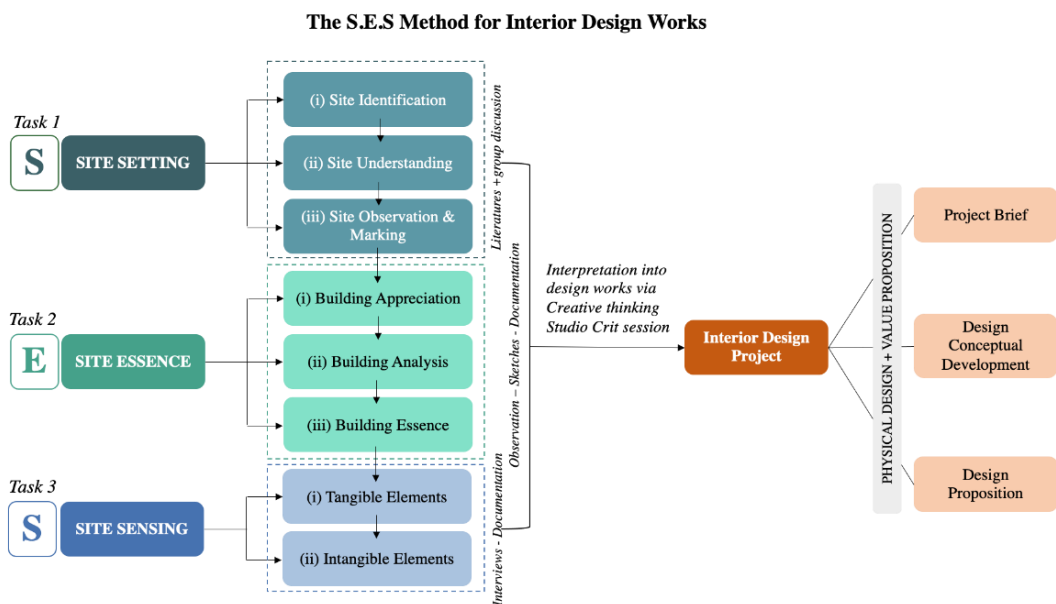 The S.E.S Method for Interior Design Works
Task 1
S
SITE SETTING
(i) Site Identification
(ii) Site Understanding
(iii) Site Observation &
Marking
Literatures +group discussion
Task 2
E
SITE ESSENCE
(i) Building Appreciation
(ii) Building Analysis
(iii) Building Essence
Observation – Sketches - Documentation
Task 3
S
SITE SENSING
(i) Tangible Elements
(ii) Intangible Elements
Interviews - Documentation
Interpretation into
design works via
Creative thinking
Studio Crit session
Interior Design
Project
PHYSICAL DESIGN + VALUE PROPOSITION
Project Brief
Design
Conceptual
Development
Design
Proposition